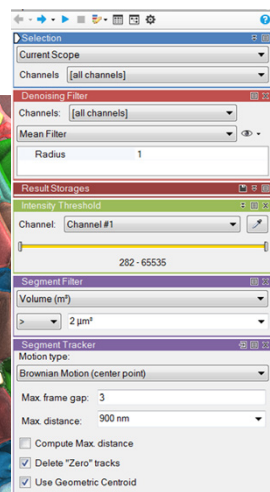 Selection
Current Scope
Channels [all channels]
Denoising Filter
Channels: [all channels]
Mean Filter
Radius 1
Result Storages
Intensity Threshold
Channel: Channel #1
282 - 65535
Segment Filter
Volume (m³)
> 2 µm³
Segment Tracker
Motion type:
Brownian Motion (center point)
Max. frame gap: 3
Max. distance: 900 nm
Compute Max. distance
Delete "Zero" tracks
Use Geometric Centroid